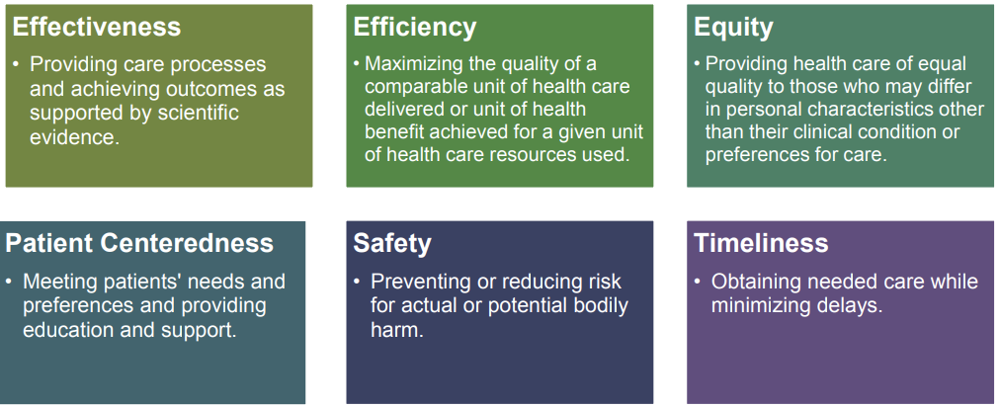 Effectiveness
• Providing care processes
and achieving outcomes as
supported by scientific
evidence.
Efficiency
• Maximizing the quality of a
comparable unit of health care
delivered or unit of health
benefit achieved for a given unit
of health care resources used.
Equity
• Providing health care of equal
quality to those who may differ
in personal characteristics other
than their clinical condition or
preferences for care.
Patient Centeredness
• Meeting patients' needs and
preferences and providing
education and support.
Safety
• Preventing or reducing risk
for actual or potential bodily
harm.
Timeliness
• Obtaining needed care while
minimizing delays.